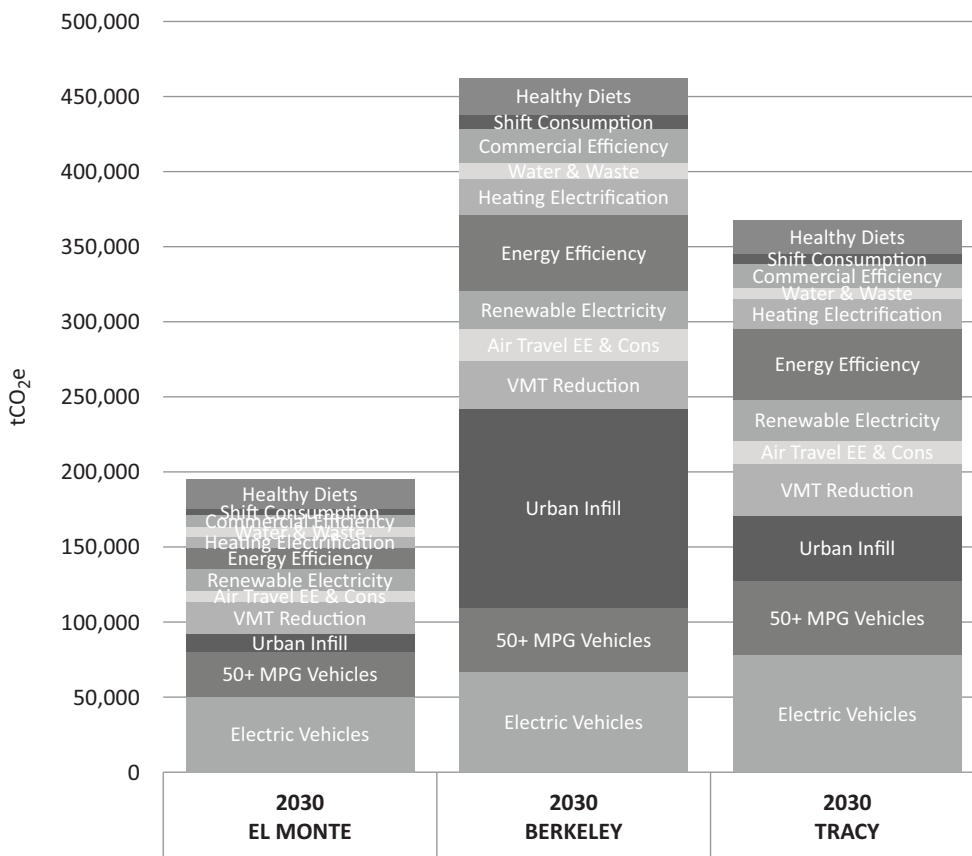 500,000
450,000
400,000
350,000
300,000
250,000
200,000
150,000
100,000
50,000
0
tCO₂e
Healthy Diets
Shift Consumption
Commercial Efficiency
Water & Waste
Heating Electrification
Energy Efficiency
Renewable Electricity
Air Travel EE & Cons
VMT Reduction
Urban Infill
50+ MPG Vehicles
Electric Vehicles
2030
EL MONTE
Healthy Diets
Shift Consumption
Commercial Efficiency
Water & Waste
Heating Electrification
Energy Efficiency
Renewable Electricity
Air Travel EE & Cons
VMT Reduction
Urban Infill
50+ MPG Vehicles
Electric Vehicles
2030
BERKELEY
Healthy Diets
Shift Consumption
Commercial Efficiency
Water & Waste
Heating Electrification
Energy Efficiency
Renewable Electricity
Air Travel EE & Cons
VMT Reduction
Urban Infill
50+ MPG Vehicles
Electric Vehicles
2030
TRACY